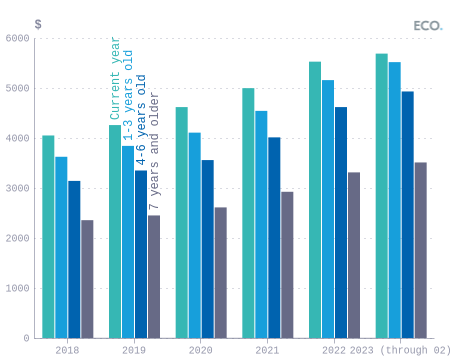 $
ECO.
6000
5000
4000
3000
2000
1000
0
Current year
1-3 years old
4-6 years old
7 years and older
2018
2019
2020
2021
2022
2023 (through 02)